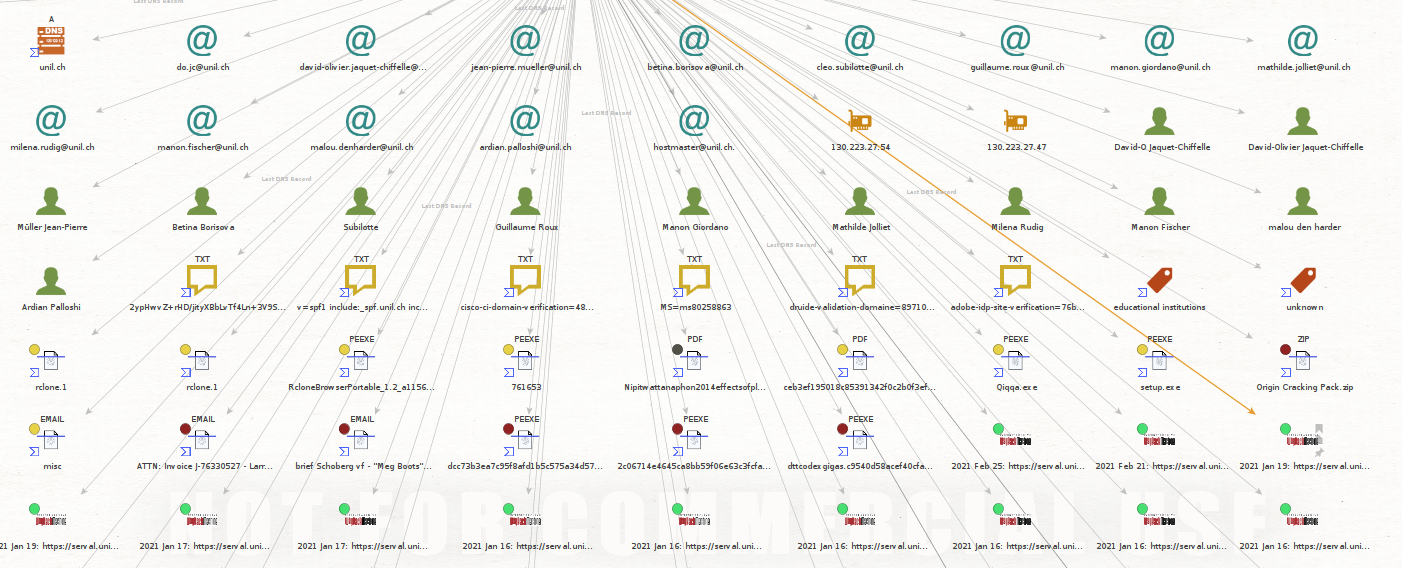 Last DNS Record
Last DNS Record
A
DNS
unil.ch
do.jc@unil.ch
david-olivier.jaquet-chiffelle@...
jean-pierre.mueller@unil.ch
betina.borisova@unil.ch
cleo.subilotte@unil.ch
guillaume.roux@unil.ch
manon.giordano@unil.ch
mathilde.jolliet@unil.ch
Last DNS Record
milena.rudig@unil.ch
manon.fischer@unil.ch
malou.denharder@unil.ch
ardian.palloshi@unil.ch
hostmaster@unil.ch.
130.223.27.54
130.223.27.47
David-O Jaquet-Chiffelle
David-Olivier Jaquet-Chiffelle
Last DNS Record
Last DNS Record
Last DNS Record
Müller Jean-Pierre
Betina Borisova
Subilotte
Guillaume Roux
Manon Giordano
Mathilde Jolliet
Milena Rudig
Manon Fischer
malou den harder
Last DNS Record
TXT
TXT
TXT
TXT
TXT
TXT
Ardian Palloshi
2ypHwvZ+rHD/jityXBbLvTf4Ln+3V9S...
v=spf1 include:_spf.unil.ch inc...
cisco-ci-domain-verification=48...
MS=ms80258863
druide-validation-domaine=89710...
adobe-idp-site-verification=76b...
educational institutions
unknown
PEEXE
PEEXE
PDF
PDF
PEEXE
PEEXE
ZIP
rclone.1
rclone.1
RcloneBrowserPortable_1.2_a1156...
761653
Nipitwattanaphon2014effectsofpl...
ceb3ef195018c85391342f0c2b0f3ef...
Qiqqa.exe
setup.exe
Origin Cracking Pack.zip
EMAIL
EMAIL
EMAIL
PEEXE
PEEXE
PEEXE
misc
ATTN: Invoice J-76330527 - Larr...
brief Schoberg vf - "Meg Boots"...
dcc73b3ea7c95f8afd1b5c575a34d57...
2c06714e4645ca8bb59f06e63c3fcfa...
dttcodexgigas.c9540d58acef40cfa...
2021 Feb 25: https://serval.uni...
2021 Feb 21: https://serval.uni...
2021 Jan 19: https://serval.uni...
NOT FOR COMMERCIAL USE
21 Jan 19: https://serval.uni...
2021 Jan 17: https://serval.uni...
2021 Jan 17: https://serval.uni...
2021 Jan 16: https://serval.uni...
2021 Jan 16: https://serval.uni...
2021 Jan 16: https://serval.uni...
2021 Jan 16: https://serval.uni...
2021 Jan 16: https://serval.uni...
2021 Jan 16: https://serval.uni...